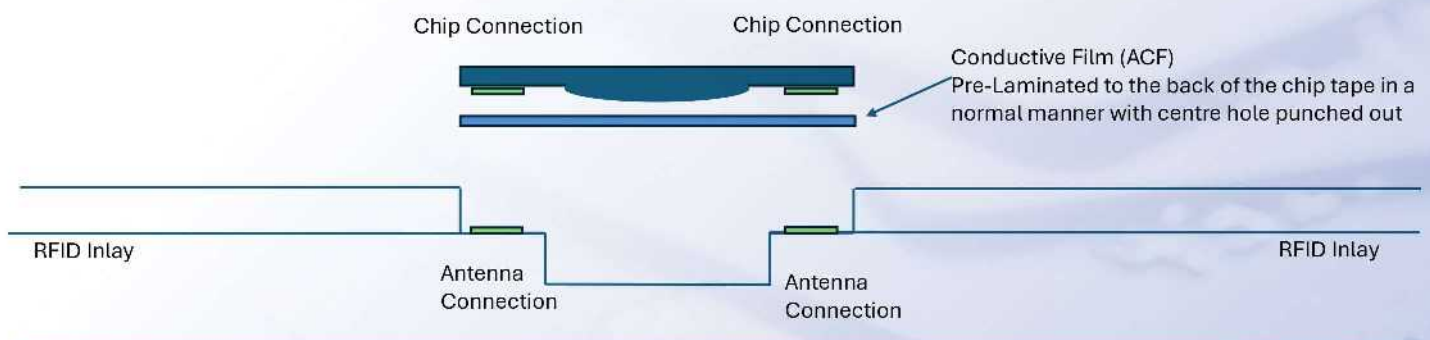 Chip Connection
Chip Connection
Conductive Film (ACF)
Pre-Laminated to the back of the chip tape in a
normal manner with centre hole punched out
RFID Inlay
RFID Inlay
Antenna
Connection
Antenna
Connection